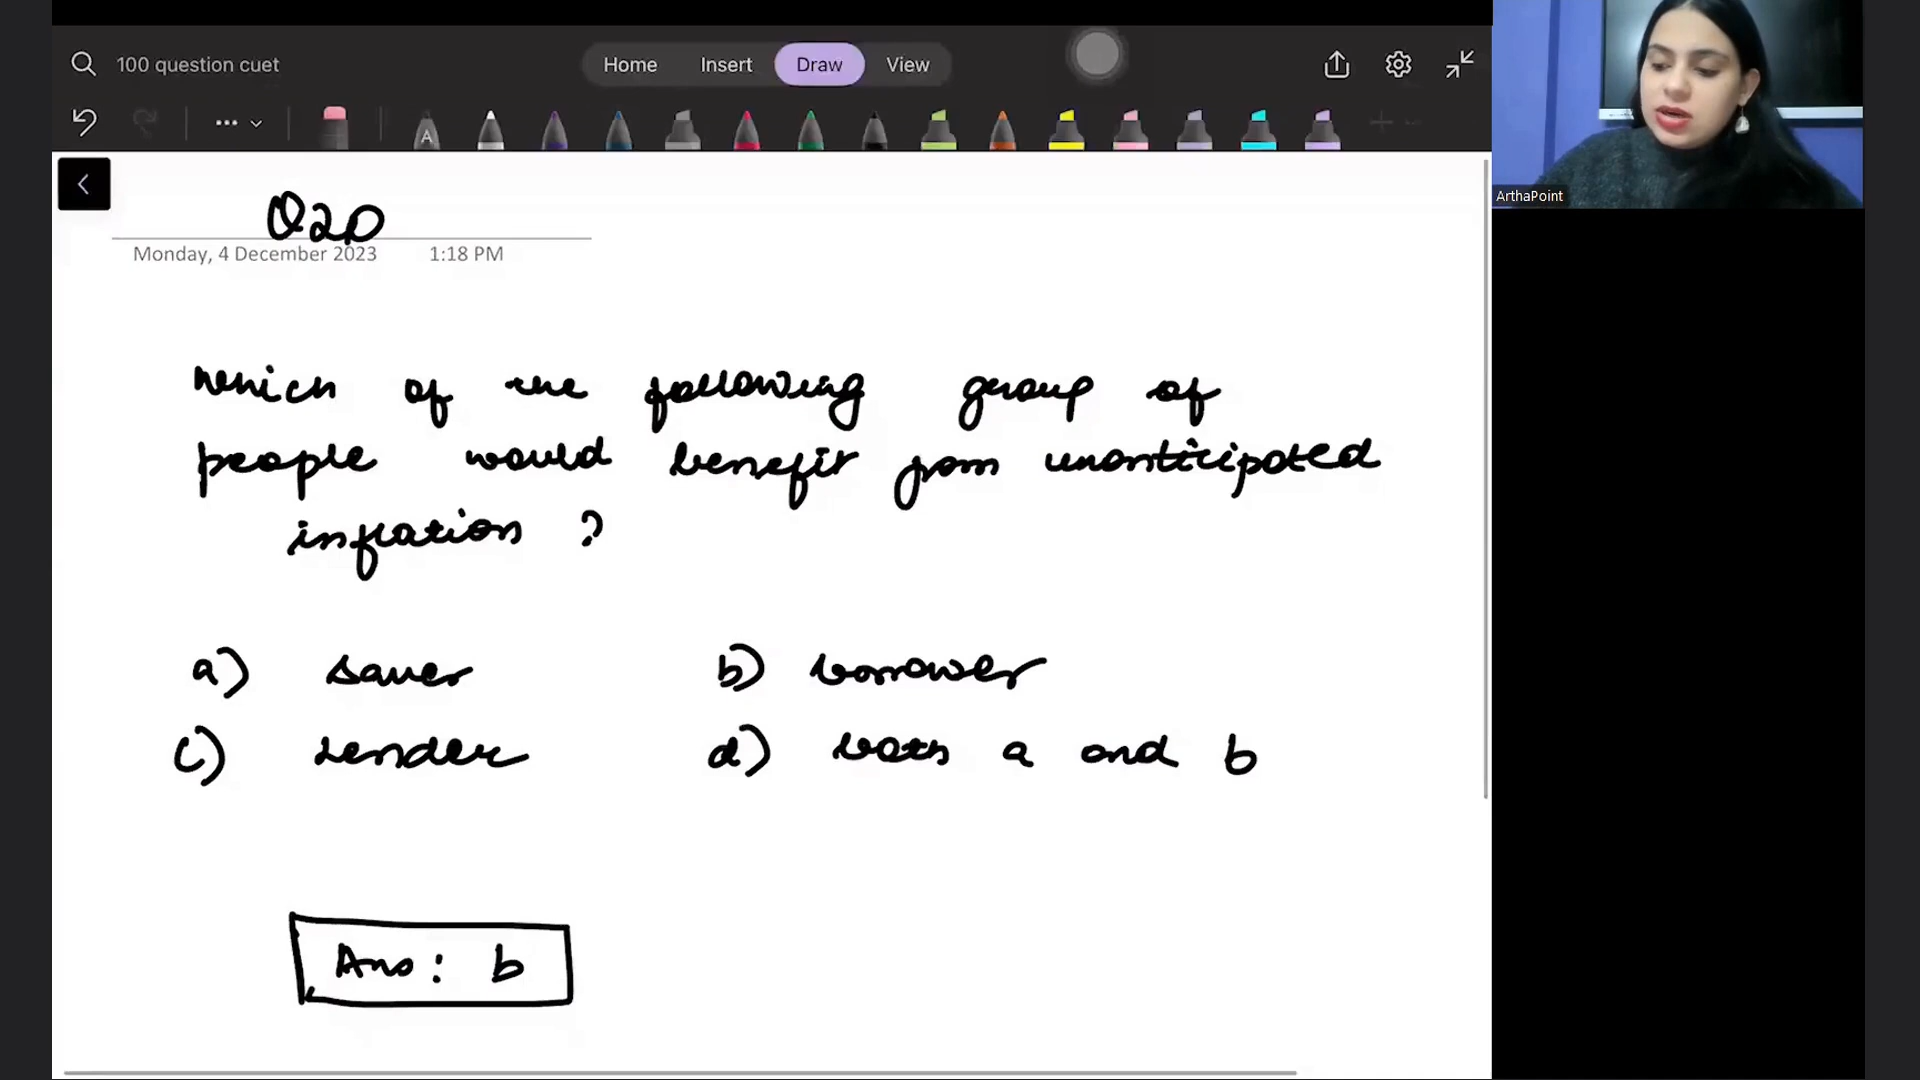 100 question cuet
Home Insert Draw View
A
ArthaPoint
Q20
Monday, 4 December 2023 1:18 PM
which of the following group of
people would benefit from unanticipated
inflation ?
a) saver b) borrower
c) lender d) both a and b
Ans : b